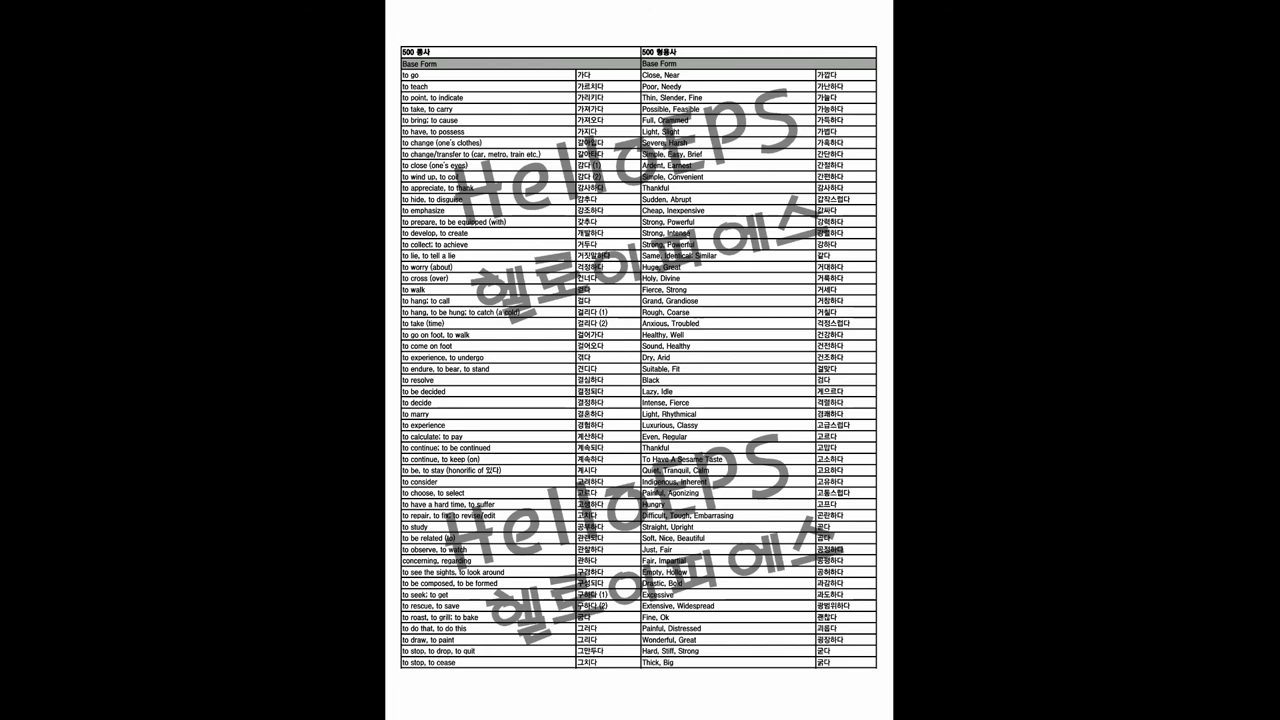 500 동사 500 형용사
Base Form Base Form
to go 가다 Close, Near 가깝다
to teach 가르치다 Poor, Needy 가난하다
to point, to indicate 가리키다 Thin, Slender, Fine 가늘다
to take, to carry 가져가다 Possible, Feasible 가능하다
to bring; to cause 가져오다 Full, Crammed 가득하다
to have, to possess 가지다 Light, Slight 가볍다
to change (one's clothes) 갈아입다 Severe, Harsh 가혹하다
to change/transfer to (car, metro, train etc.) 갈아타다 Simple, Easy, Brief 간단하다
to close (one's eyes) 감다 (1) Ardent, Earnest 간절하다
to wind up, to coil 감다 (2) Simple, Convenient 간편하다
to appreciate, to thank 감사하다 Thankful 감사하다
to hide, to disguise 감추다 Sudden, Abrupt 갑작스럽다
to emphasize 강조하다 Cheap, Inexpensive 값싸다
to prepare, to be equipped (with) 갖추다 Strong, Powerful 강력하다
to develop, to create 개발하다 Strong, Intense 강렬하다
to collect; to achieve 거두다 Strong, Powerful 강하다
to lie, to tell a lie 거짓말하다 Same, Identical; Similar 같다
to worry (about) 걱정하다 Huge, Great 거대하다
to cross (over) 건너다 Holy, Divine 거룩하다
to walk 걷다 Fierce, Strong 거세다
to hang; to call 걸다 Grand, Grandiose 거창하다
to hang, to be hung; to catch (a cold) 걸리다 (1) Rough, Coarse 거칠다
to take (time) 걸리다 (2) Anxious, Troubled 걱정스럽다
to go on foot, to walk 걸어가다 Healthy, Well 건강하다
to come on foot 걸어오다 Sound, Healthy 건전하다
to experience, to undergo 겪다 Dry, Arid 건조하다
to endure, to bear, to stand 견디다 Suitable, Fit 걸맞다
to resolve 결심하다 Black 검다
to be decided 결정되다 Lazy, Idle 게으르다
to decide 결정하다 Intense, Fierce 격렬하다
to marry 결혼하다 Light, Rhythmical 경쾌하다
to experience 경험하다 Luxurious, Classy 고급스럽다
to calculate; to pay 계산하다 Even, Regular 고르다
to continue; to be continued 계속되다 Thankful 고맙다
to continue, to keep (on) 계속하다 To Have A Sesame Taste 고소하다
to be, to stay (honorific of 있다) 계시다 Quiet, Tranquil, Calm 고요하다
to consider 고려하다 Indigenous, Inherent 고유하다
to choose, to select 고르다 Painful, Agonizing 고통스럽다
to have a hard time, to suffer 고생하다 Hungry 고프다
to repair, to fix; to revise/edit 고치다 Difficult, Tough, Embarrasing 곤란하다
to study 공부하다 Straight, Upright 곧다
to be related (to) 관련되다 Soft, Nice, Beautiful 곱다
to observe, to watch 관찰하다 Just, Fair 공정하다
concerning, regarding 관하다 Fair, Impartial 공평하다
to see the sights, to look around 구경하다 Empty, Hollow 공허하다
to be composed, to be formed 구성되다 Drastic, Bold 과감하다
to seek; to get 구하다 (1) Excessive 과도하다
to rescue, to save 구하다 (2) Extensive, Widespread 광범위하다
to roast, to grill; to bake 굽다 Fine, Ok 괜찮다
to do that, to do this 그러다 Painful, Distressed 괴롭다
to draw, to paint 그리다 Wonderful, Great 굉장하다
to stop, to drop, to quit 그만두다 Hard, Stiff, Strong 굳다
to stop, to cease 그치다 Thick, Big 굵다
HelloEPS
헬로이피에스
HelloEPS
헬로이피에스